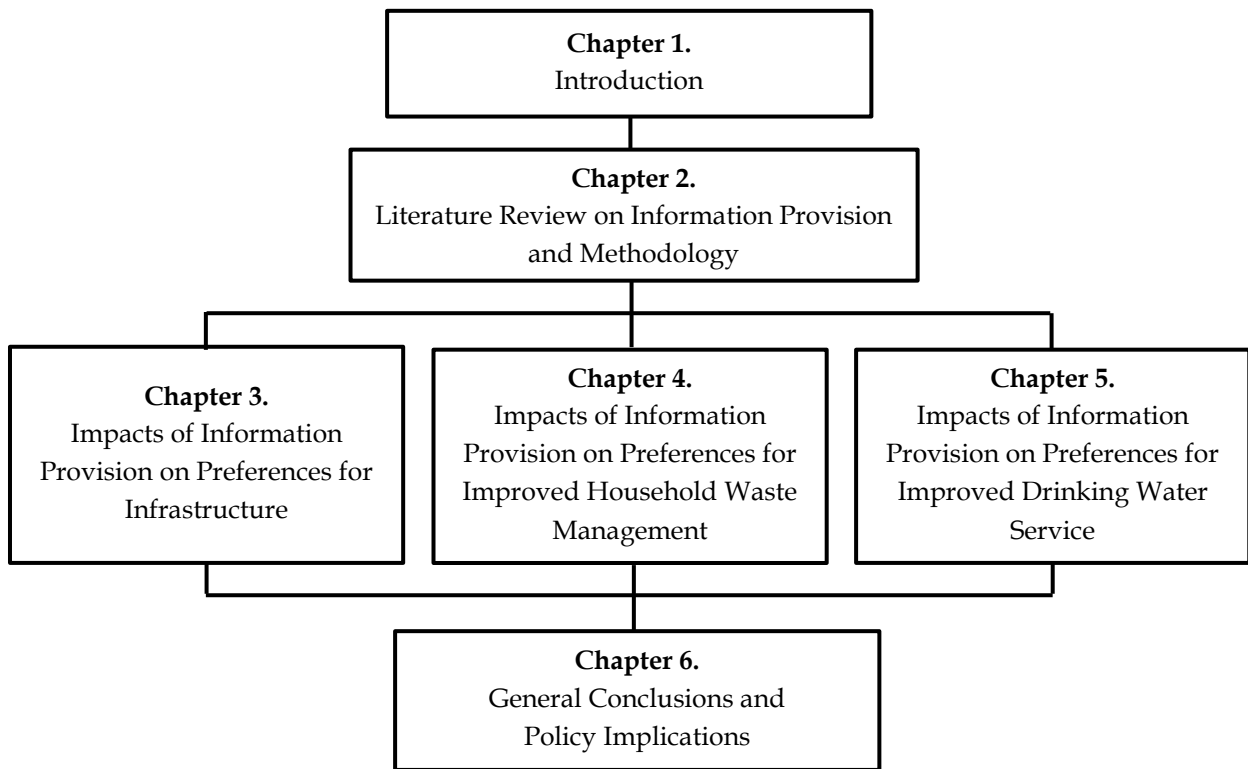 Chapter 1.
Introduction
Chapter 2.
Literature Review on Information Provision
and Methodology
Chapter 3.
Impacts of Information
Provision on Preferences for
Infrastructure
Chapter 4.
Impacts of Information
Provision on Preferences for
Improved Household Waste
Management
Chapter 5.
Impacts of Information
Provision on Preferences for
Improved Drinking Water
Service
Chapter 6.
General Conclusions and
Policy Implications